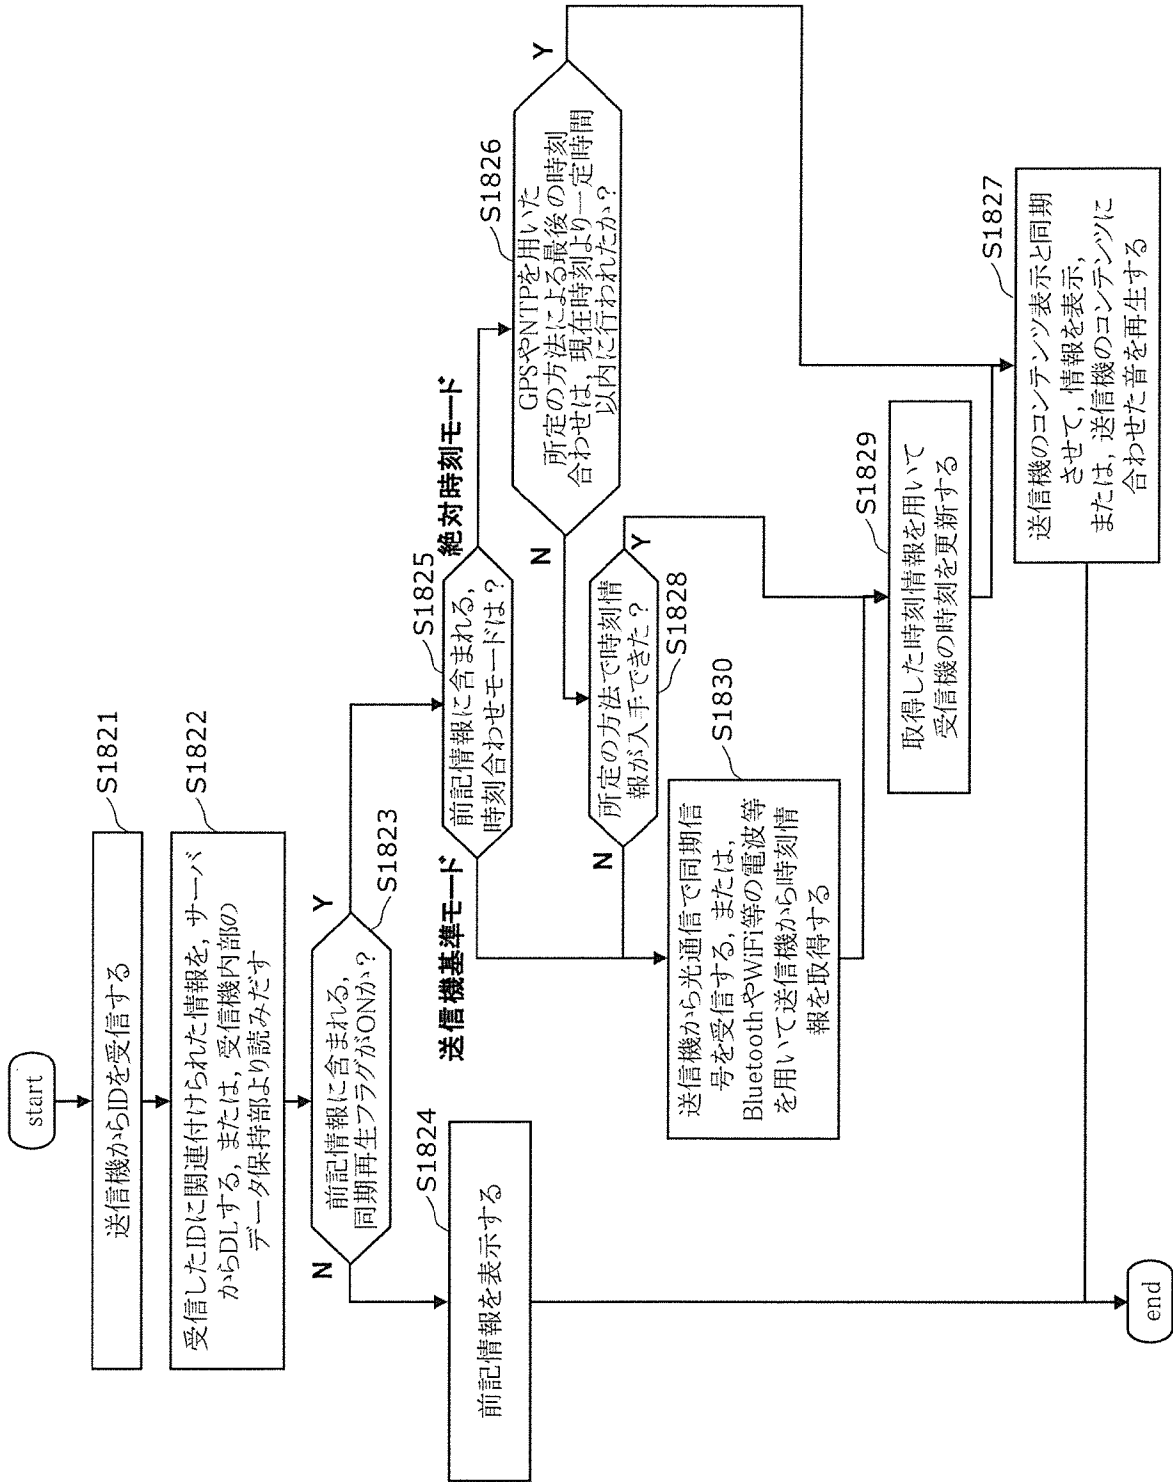 start
S1821
送信機からIDを受信する
S1822
受信したIDに関連付けられた情報を，サーバ
からDLする，または，受信機内部の
データ保持部より読みだす
S1823
前記情報に含まれる，
同期再生フラグがONか？
N
Y
S1824
前記情報を表示する
S1825
前記情報に含まれる，
時刻合わせモードは？
送信機基準モード
絶対時刻モード
S1826
GPSやNTPを用いた
所定の方法による最後の時刻
合わせは，現在時刻より一定時間
以内に行われたか？
N
Y
所定の方法で時刻情
報が入手できた？
S1828
N
Y
S1830
送信機から光通信で同期信
号を受信する，または，
BluetoothやWiFi等の電波等
を用いて送信機から時刻情
報を取得する
S1829
取得した時刻情報を用いて
受信機の時刻を更新する
S1827
送信機のコンテンツ表示と同期
させて，情報を表示，
または，送信機のコンテンツに
合わせた音を再生する
end